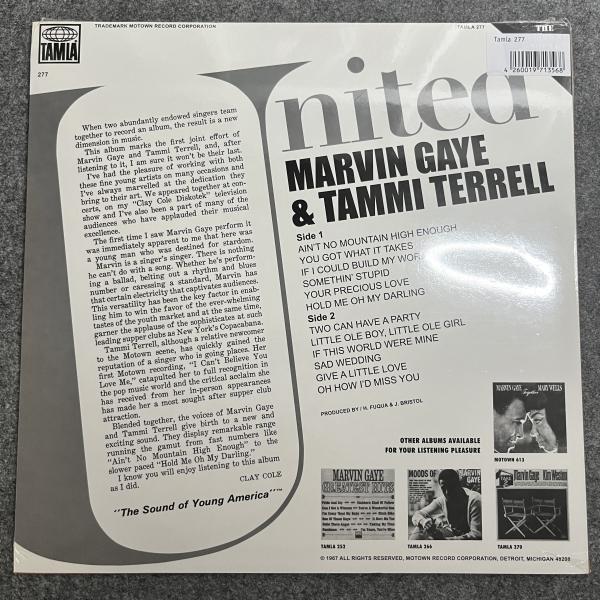 TRADEMARK MOTOWN RECORD CORPORATION
TAMLA 277
THE
Tamla 277
4 260019 713568
TAMLA
277
United
MARVIN GAYE
& TAMMI TERRELL
When two abundantly endowed singers team
together to record an album, the result is a new
dimension in music.
This album marks the first joint effort of
Marvin Gaye and Tammi Terrell, and, after
listening to it, I am sure it won't be their last.
I've had the pleasure of working with both
these fine young artists on many occasions and
I've always marvelled at the dedication they
bring to their art. We appeared together at con-
certs, on my "Clay Cole Diskotek" television
show and I've also been a part of many of the
audiences who have applauded their musical
excellence.
The first time I saw Marvin Gaye perform it
was immediately apparent to me that here was
a young man who was destined for stardom.
Marvin is a singer's singer. There is nothing
he can't do with a song. Whether he's perform-
ing a ballad, belting out a rhythm and blues
number or caressing a standard, Marvin has
that certain electricity that captivates audiences.
This versatility has been the key factor in enab-
ling him to win the favor of the ever-whelming
tastes of the youth market and at the same time,
garner the applause of the sophisticates at such
leading supper clubs as New York's Copacabana.
Tammi Terrell, although a relative newcomer
to the Motown scene, has quickly gained the
reputation of a singer who is going places. Her
first Motown recording, "I Can't Believe You
Love Me," catapulted her to full recognition in
the pop music world and the critical acclaim she
has received from her in-person appearances
has made her a most sought after supper club
attraction.
Blended together, the voices of Marvin Gaye
and Tammi Terrell give birth to a new and
exciting sound. They display remarkable range
running the gamut from fast numbers like
"Ain't No Mountain High Enough" to the
slower paced "Hold Me Oh My Darling."
I know you will enjoy listening to this album
as I did.
CLAY COLE
"The Sound of Young America"™
Side 1
AIN'T NO MOUNTAIN HIGH ENOUGH
YOU GOT WHAT IT TAKES
IF I COULD BUILD MY
SOMETHIN' STUPID
YOUR PRECIOUS LOVE
HOLD ME OH MY DARLING
Side 2
TWO CAN HAVE A PARTY
LITTLE OLE BOY, LITTLE OLE GIRL
IF THIS WORLD WERE MINE
SAD WEDDING
GIVE A LITTLE LOVE
OH HOW I'D MISS YOU
PRODUCED BY / H. FUQUA & J. BRISTOL
OTHER ALBUMS AVAILABLE
FOR YOUR LISTENING PLEASURE
MARVIN GAYE MARY WELLS
Together
MOTOWN 613
MARVIN GAYE
GREATEST HITS
TAMLA 252
MOODS OF MARVIN GAYE
TAMLA 266
Marvin Gaye Kim Weston
TAMLA 270
© 1967 ALL RIGHTS RESERVED, MOTOWN RECORD CORPORATION, DETROIT, MICHIGAN 48208